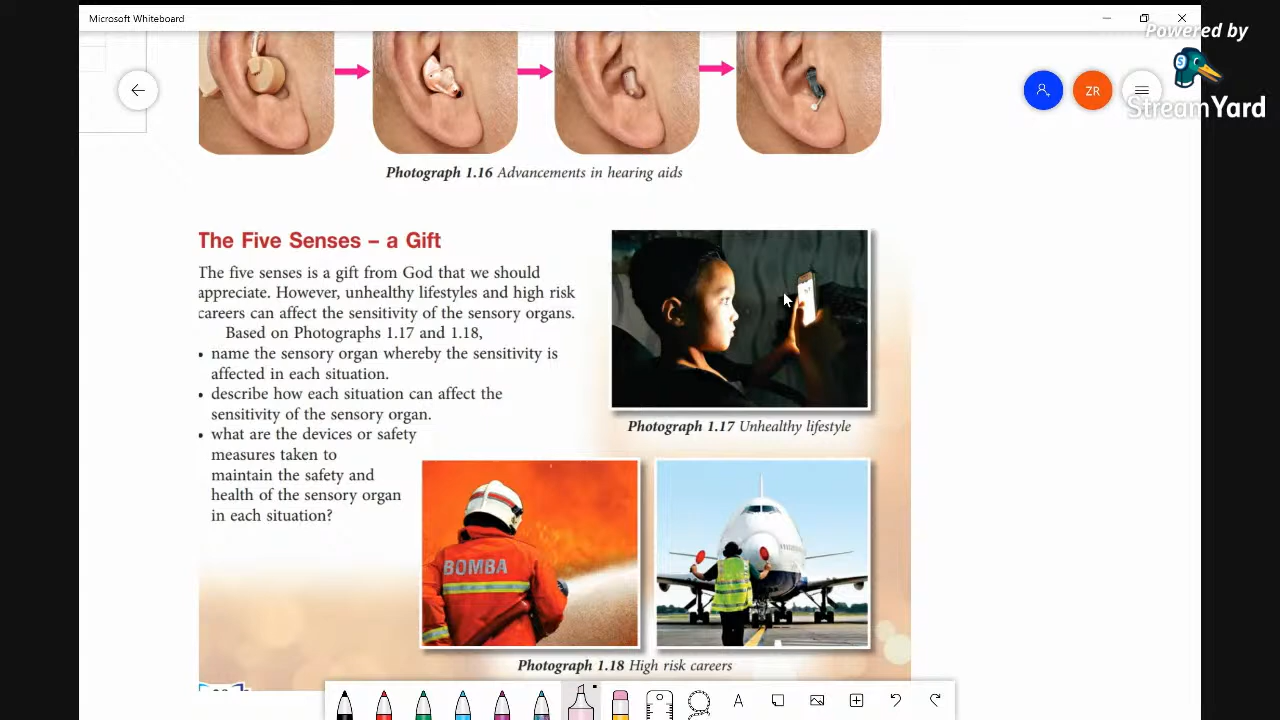 Microsoft Whiteboard
Powered by
StreamYard
ZR
Photograph 1.16 Advancements in hearing aids
The Five Senses – a Gift
The five senses is a gift from God that we should
appreciate. However, unhealthy lifestyles and high risk
careers can affect the sensitivity of the sensory organs.
Based on Photographs 1.17 and 1.18,
• name the sensory organ whereby the sensitivity is
affected in each situation.
• describe how each situation can affect the
sensitivity of the sensory organ.
• what are the devices or safety
measures taken to
maintain the safety and
health of the sensory organ
in each situation?
Photograph 1.17 Unhealthy lifestyle
BOMBA
Photograph 1.18 High risk careers
A